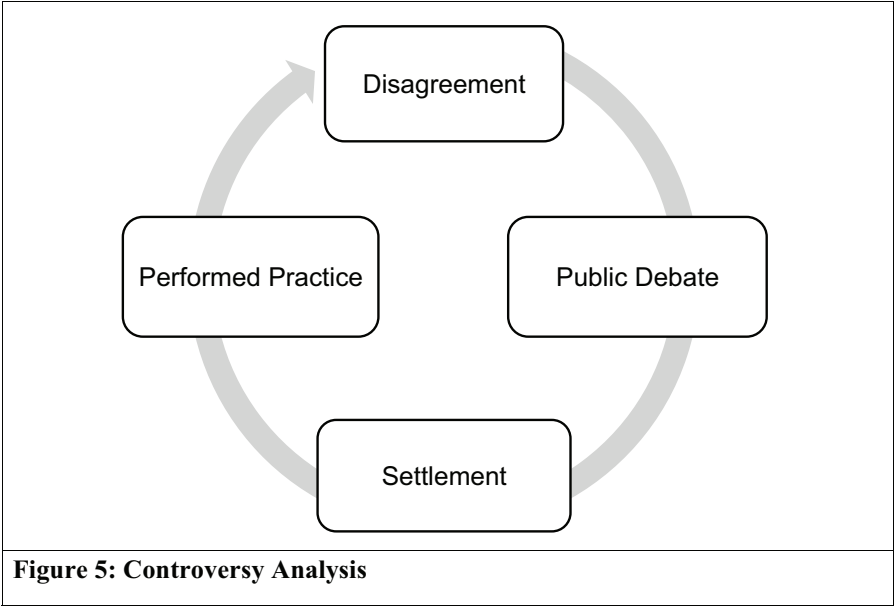 Disagreement
Public Debate
Settlement
Performed Practice
Figure 5: Controversy Analysis